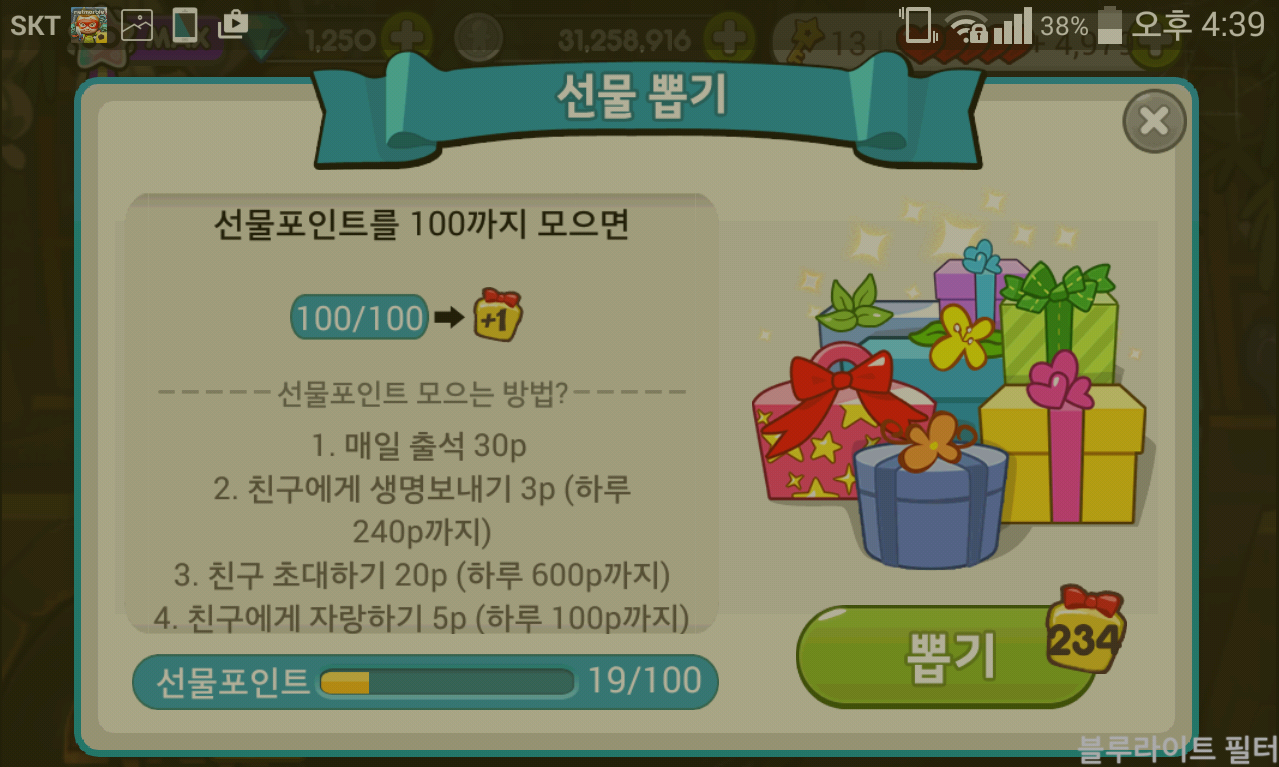 SKT
38%
오후 4:39
MAX
1,250
31,258,916
13
선물 뽑기
선물포인트를 100까지 모으면
100/100
+1
선물포인트 모으는 방법?
1. 매일 출석 30p
2. 친구에게 생명보내기 3p (하루
240p까지)
3. 친구 초대하기 20p (하루 600p까지)
4. 친구에게 자랑하기 5p (하루 100p까지)
선물포인트
19/100
뽑기
234
블루라이트 필터